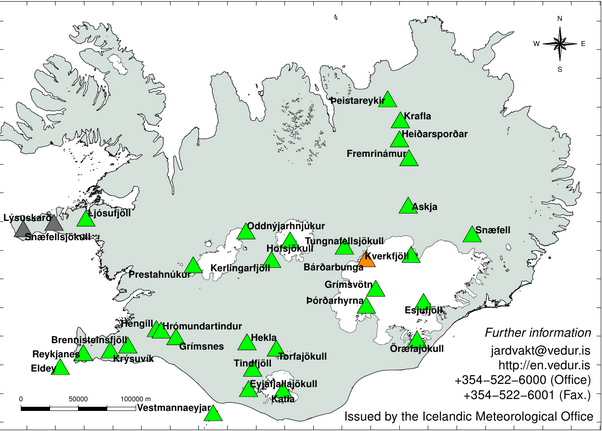 N
W E
S
Þeistareykir
Krafla
Heiðarsporðar
Fremrinámur
Askja
Lýsuskarð
Ljósufjöll
Snæfellsjökull
Oddnýjarhnjúkur
Hofsjökull
Tungnafellsjökull
Snæfell
Kverkfjöll
Prestahnúkur
Kerlingarfjöll
Bárðarbunga
Grímsvötn
Þórðarhyrna
Esjufjöll
Hengill
Hrómundartindur
Brennisteinsfjöll
Grímsnes
Hekla
Öræfajökull
Reykjanes
Krýsuvík
Torfajökull
Eldey
Tindfjöll
Eyjafjallajökull
Katla
Vestmannaeyjar
0 50000 100000 m
Further information
jardvakt@vedur.is
http://en.vedur.is
+354−522−6000 (Office)
+354−522−6001 (Fax.)
Issued by the Icelandic Meteorological Office